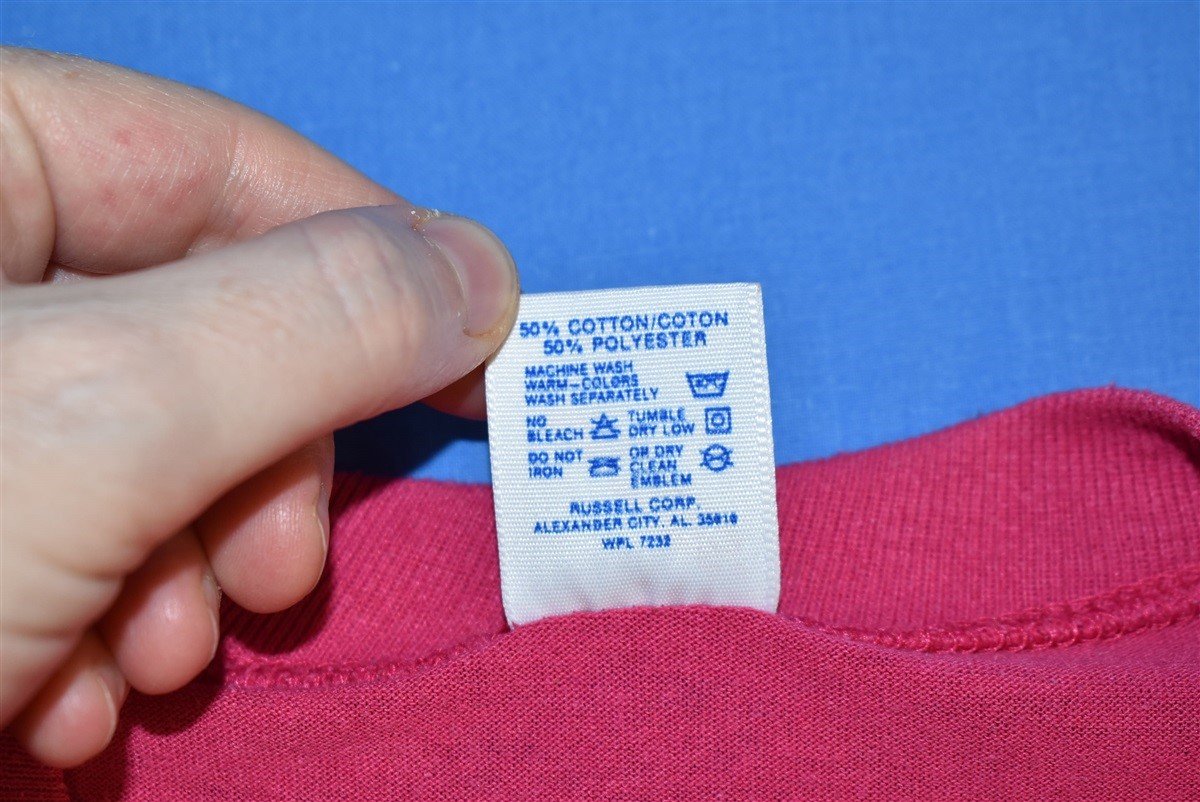 50% COTTON/COTON
50% POLYESTER
MACHINE WASH
WARM-COLORS
WASH SEPARATELY
NO
BLEACH
TUMBLE
DRY LOW
DO NOT
IRON
OR DRY
CLEAN
EMBLEM
RUSSELL CORP.
ALEXANDER CITY, AL. 35010
WPL 7232